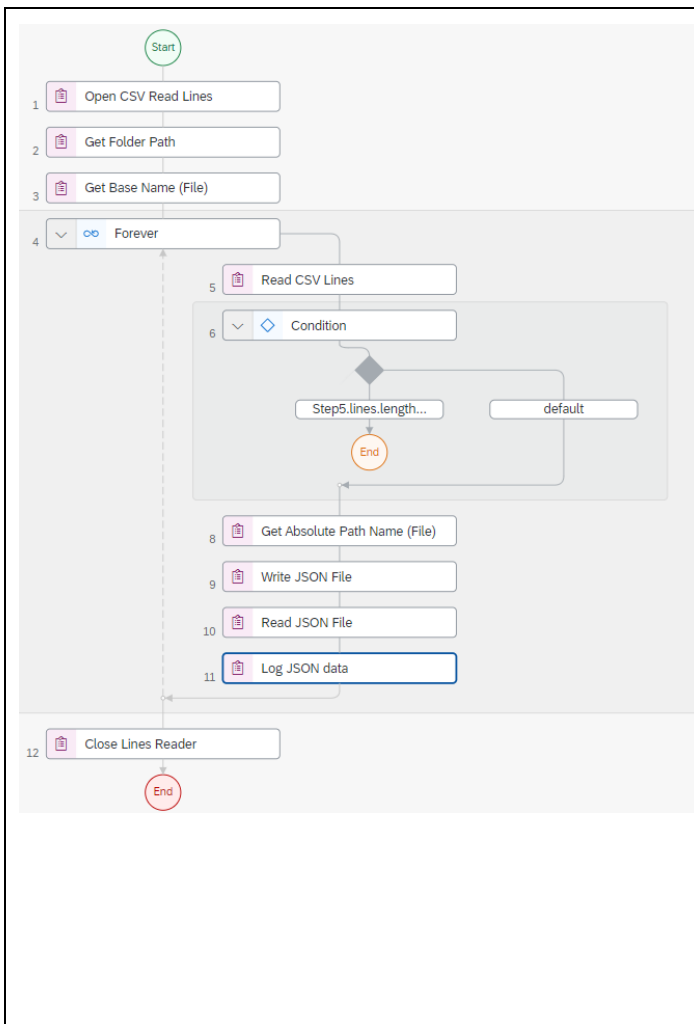 Start
1 Open CSV Read Lines
2 Get Folder Path
3 Get Base Name (File)
4 Forever
5 Read CSV Lines
6 Condition
Step5.lines.length... default
End
8 Get Absolute Path Name (File)
9 Write JSON File
10 Read JSON File
11 Log JSON data
12 Close Lines Reader
End